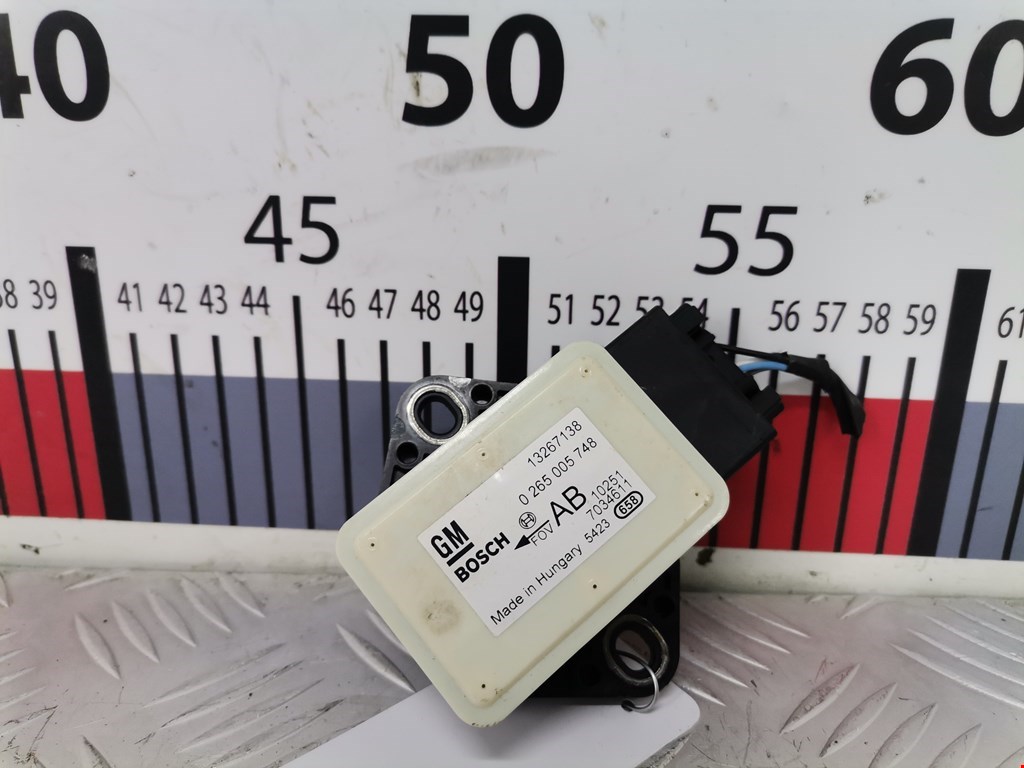 40 50 60
45 55
38 39 41 42 43 44 46 47 48 49 51 52 53 54 56 57 58 59 61
13267138
0 265 005 748
GM
BOSCH
FOV
AB
10251
7034611
Made in Hungary 5423
658